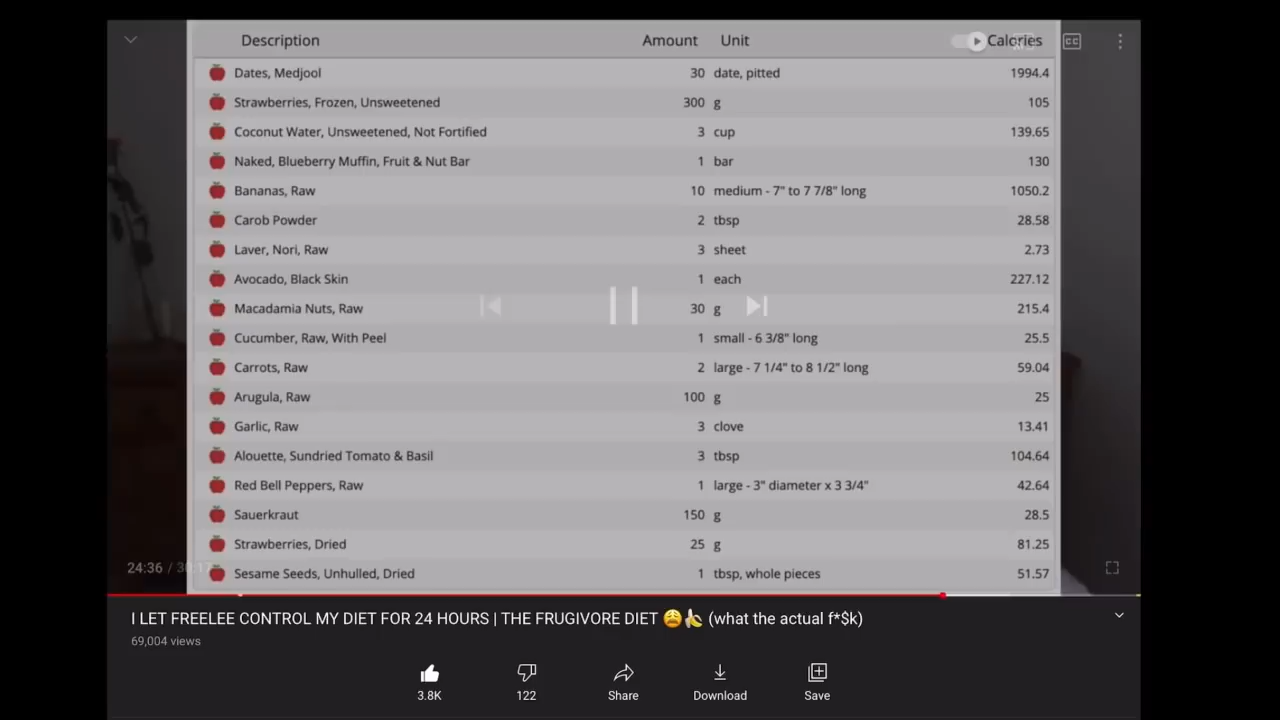 Description Amount Unit Calories
Dates, Medjool 30 date, pitted 1994.4
Strawberries, Frozen, Unsweetened 300 g 105
Coconut Water, Unsweetened, Not Fortified 3 cup 139.65
Naked, Blueberry Muffin, Fruit & Nut Bar 1 bar 130
Bananas, Raw 10 medium - 7" to 7 7/8" long 1050.2
Carob Powder 2 tbsp 28.58
Laver, Nori, Raw 3 sheet 2.73
Avocado, Black Skin 1 each 227.12
Macadamia Nuts, Raw 30 g 215.4
Cucumber, Raw, With Peel 1 small - 6 3/8" long 25.5
Carrots, Raw 2 large - 7 1/4" to 8 1/2" long 59.04
Arugula, Raw 100 g 25
Garlic, Raw 3 clove 13.41
Alouette, Sundried Tomato & Basil 3 tbsp 104.64
Red Bell Peppers, Raw 1 large - 3" diameter x 3 3/4" 42.64
Sauerkraut 150 g 28.5
Strawberries, Dried 25 g 81.25
Sesame Seeds, Unhulled, Dried 1 tbsp, whole pieces 51.57
CC
24:36 /
I LET FREELEE CONTROL MY DIET FOR 24 HOURS | THE FRUGIVORE DIET 😩🍌 (what the actual f*$k)
69,004 views
3.8K 122 Share Download Save